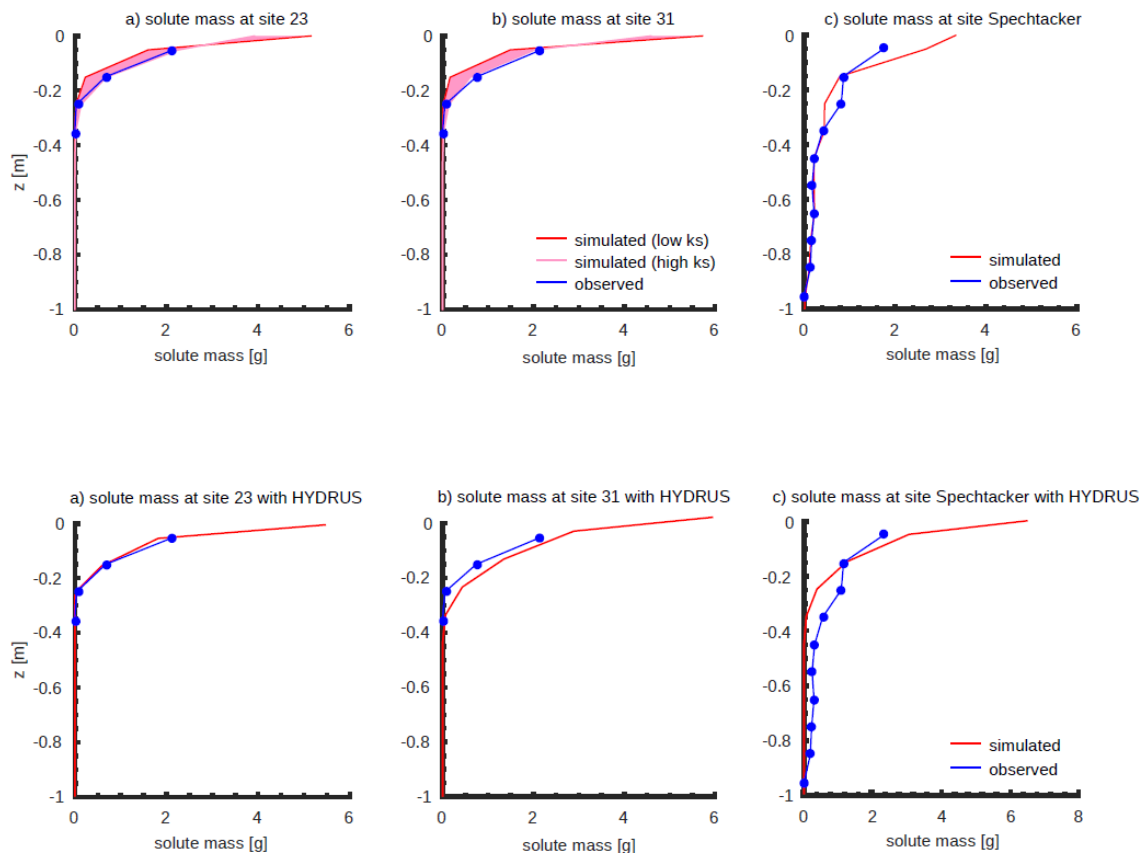 a) solute mass at site 23
b) solute mass at site 31
c) solute mass at site Spechtacker
0
-0.2
-0.4
-0.6
-0.8
-1
z [m]
0 2 4 6
solute mass [g]
0
-0.2
-0.4
-0.6
-0.8
-1
simulated (low ks)
simulated (high ks)
observed
0 2 4 6
solute mass [g]
0
-0.2
-0.4
-0.6
-0.8
-1
simulated
observed
0 2 4 6
solute mass [g]
a) solute mass at site 23 with HYDRUS
b) solute mass at site 31 with HYDRUS
c) solute mass at site Spechtacker with HYDRUS
0
-0.2
-0.4
-0.6
-0.8
-1
z [m]
0 2 4 6
solute mass [g]
0
-0.2
-0.4
-0.6
-0.8
-1
0 2 4 6
solute mass [g]
0
-0.2
-0.4
-0.6
-0.8
-1
simulated
observed
0 2 4 6 8
solute mass [g]